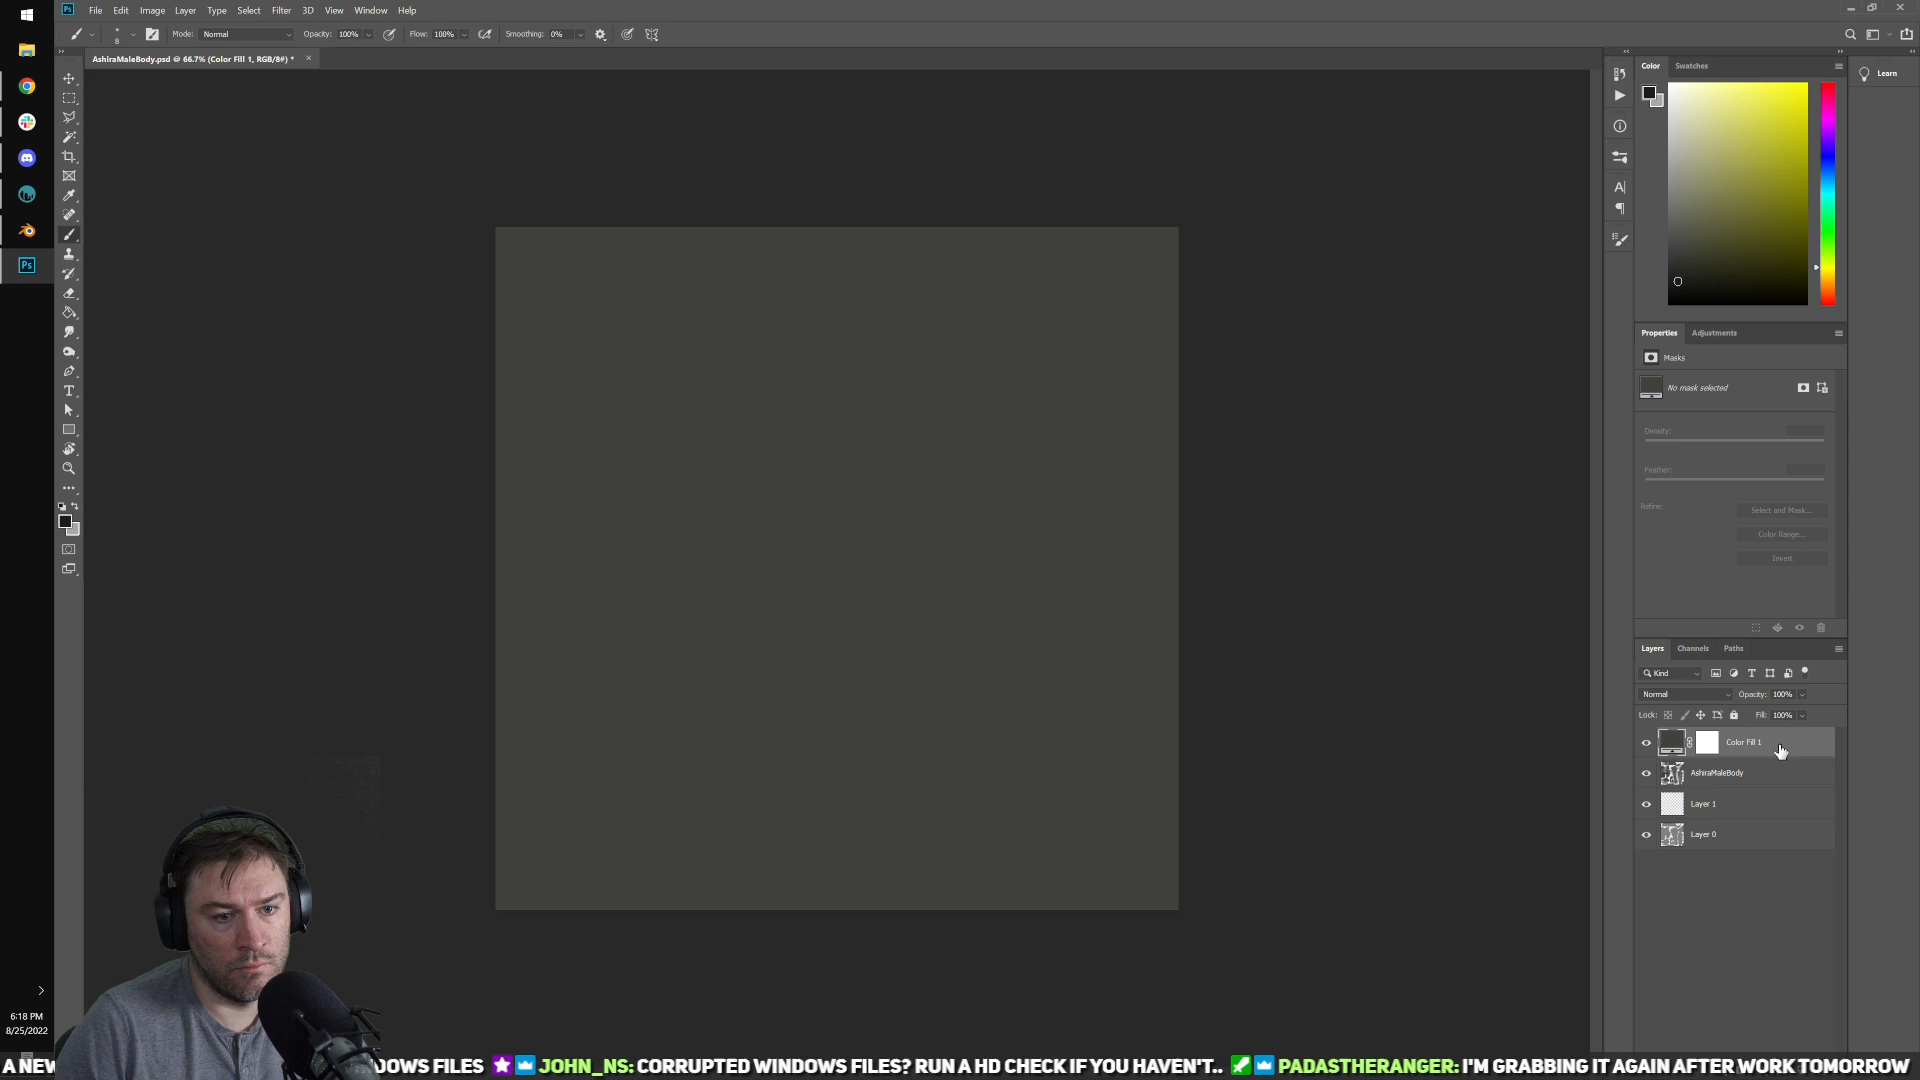 Ps File Edit Image Layer Type Select Filter 3D View Window Help
8 Mode: Normal Opacity: 100% Flow: 100% Smoothing: 0%
AshiraMaleBody.psd @ 66.7% (Color Fill 1, RGB/8#) * ×
Color Swatches
Learn
Ps
Properties Adjustments
Masks
No mask selected
Density:
Feather:
Refine: Select and Mask...
Color Range...
Invert
Layers Channels Paths
Kind
Normal Opacity: 100%
Lock: Fill: 100%
Color Fill 1
AshiraMaleBody
Layer 1
Layer 0
6:18 PM
8/25/2022
A NEW DOWS FILES JOHN_NS: CORRUPTED WINDOWS FILES? RUN A HD CHECK IF YOU HAVEN'T.. PADASTHERANGER: I'M GRABBING IT AGAIN AFTER WORK TOMORROW